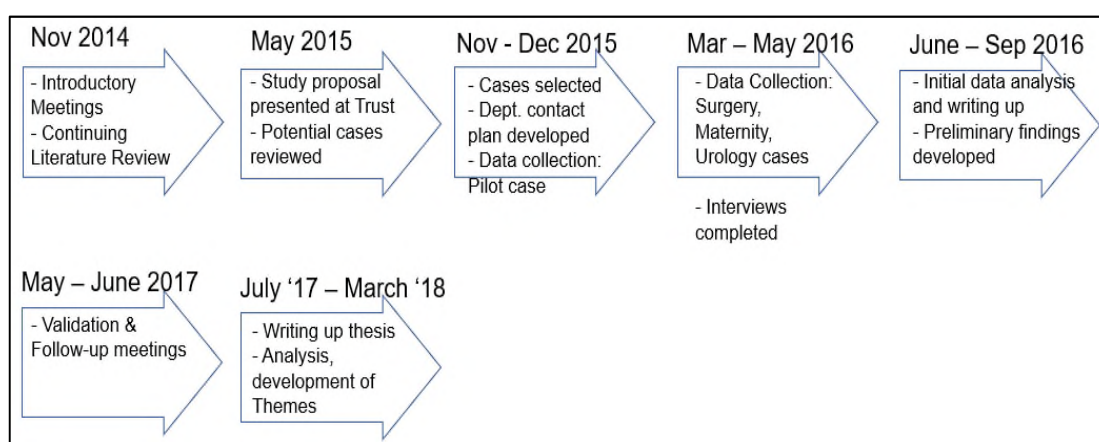 Nov 2014
- Introductory
Meetings
- Continuing
Literature Review
May 2015
- Study proposal
presented at Trust
- Potential cases
reviewed
Nov - Dec 2015
- Cases selected
- Dept. contact
plan developed
- Data collection:
Pilot case
Mar – May 2016
- Data Collection:
Surgery,
Maternity,
Urology cases
- Interviews
completed
June – Sep 2016
- Initial data analysis
and writing up
- Preliminary findings
developed
May – June 2017
- Validation &
Follow-up meetings
July ‘17 – March ‘18
- Writing up thesis
- Analysis,
development of
Themes